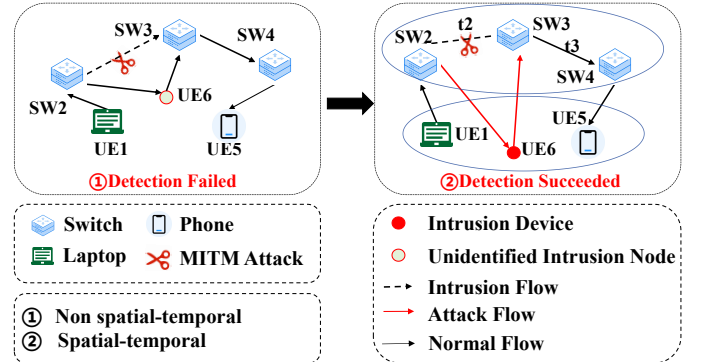 SW3
SW4
SW2
UE6
UE1
UE5
①Detection Failed
t2
SW3
SW2
t3
SW4
UE5
UE1
UE6
②Detection Succeeded
Switch
Phone
Laptop
MITM Attack
① Non spatial-temporal
② Spatial-temporal
Intrusion Device
Unidentified Intrusion Node
Intrusion Flow
Attack Flow
Normal Flow